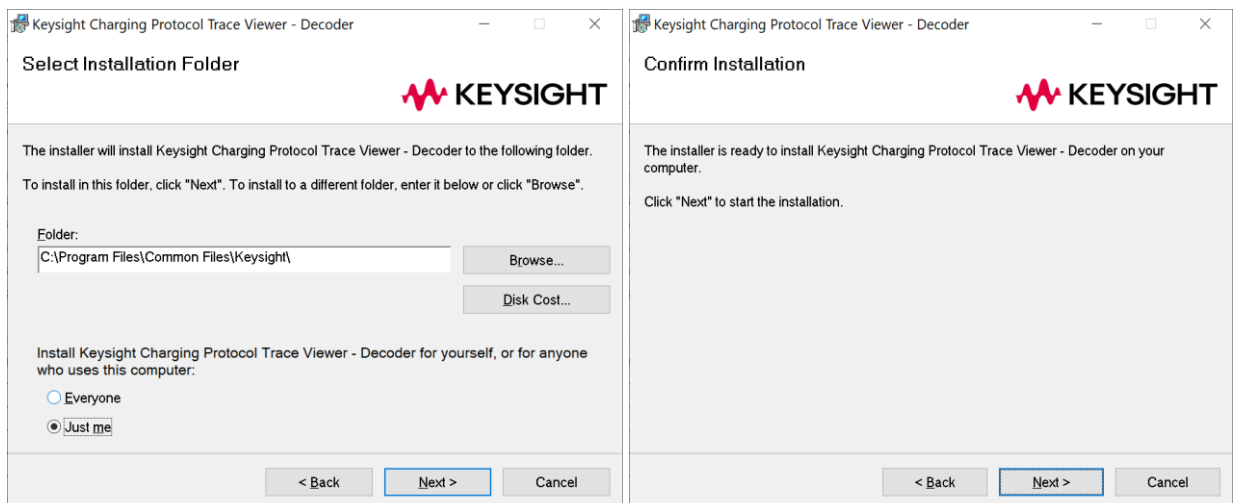 Keysight Charging Protocol Trace Viewer - Decoder
Select Installation Folder
KEYSIGHT
The installer will install Keysight Charging Protocol Trace Viewer - Decoder to the following folder.
To install in this folder, click "Next". To install to a different folder, enter it below or click "Browse".
Folder:
C:\Program Files\Common Files\Keysight\
Browse...
Disk Cost...
Install Keysight Charging Protocol Trace Viewer - Decoder for yourself, or for anyone
who uses this computer:
Everyone
Just me
< Back Next > Cancel
Keysight Charging Protocol Trace Viewer - Decoder
Confirm Installation
KEYSIGHT
The installer is ready to install Keysight Charging Protocol Trace Viewer - Decoder on your
computer.
Click "Next" to start the installation.
< Back Next > Cancel